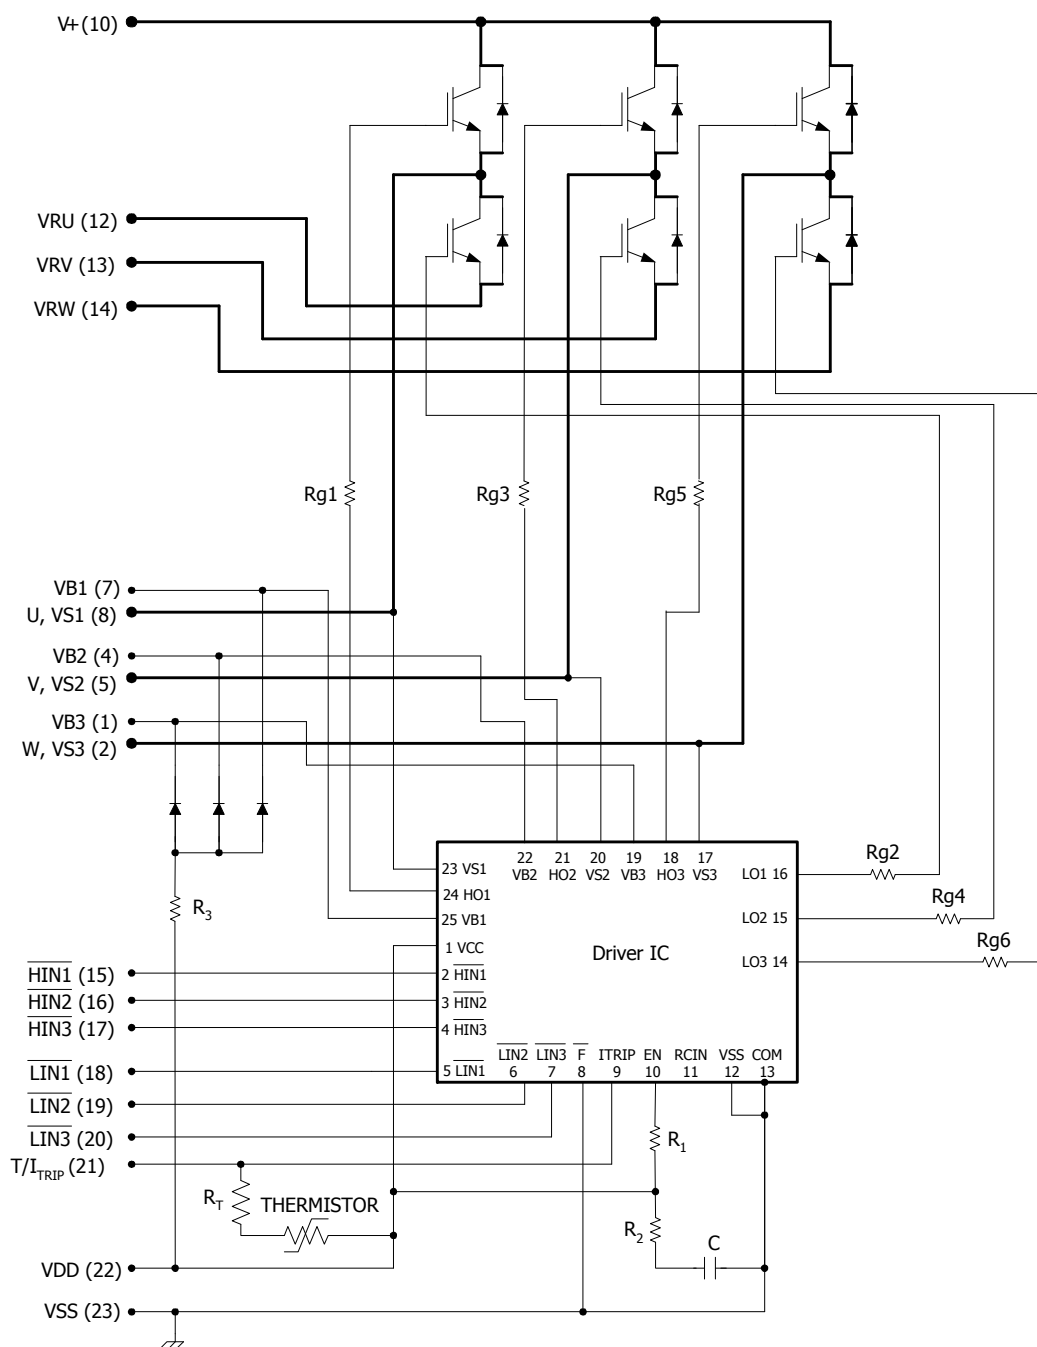 V+(10)
VRU (12)
VRV (13)
VRW (14)
Rg1
Rg3
Rg5
VB1 (7)
U, VS1 (8)
VB2 (4)
V, VS2 (5)
VB3 (1)
W, VS3 (2)
22 21 20 19 18 17
VB2 HO2 VS2 VB3 HO3 VS3
23 VS1
24 HO1
25 VB1
1 VCC
2 HIN1
3 HIN2
4 HIN3
5 LIN1
Driver IC
LO1 16
LO2 15
LO3 14
Rg2
Rg4
Rg6
R3
HIN1 (15)
HIN2 (16)
HIN3 (17)
LIN1 (18)
LIN2 (19)
LIN3 (20)
T/ITRIP (21)
LIN2 LIN3 F ITRIP EN RCIN VSS COM
6 7 8 9 10 11 12 13
R1
RT
THERMISTOR
R2
C
VDD (22)
VSS (23)